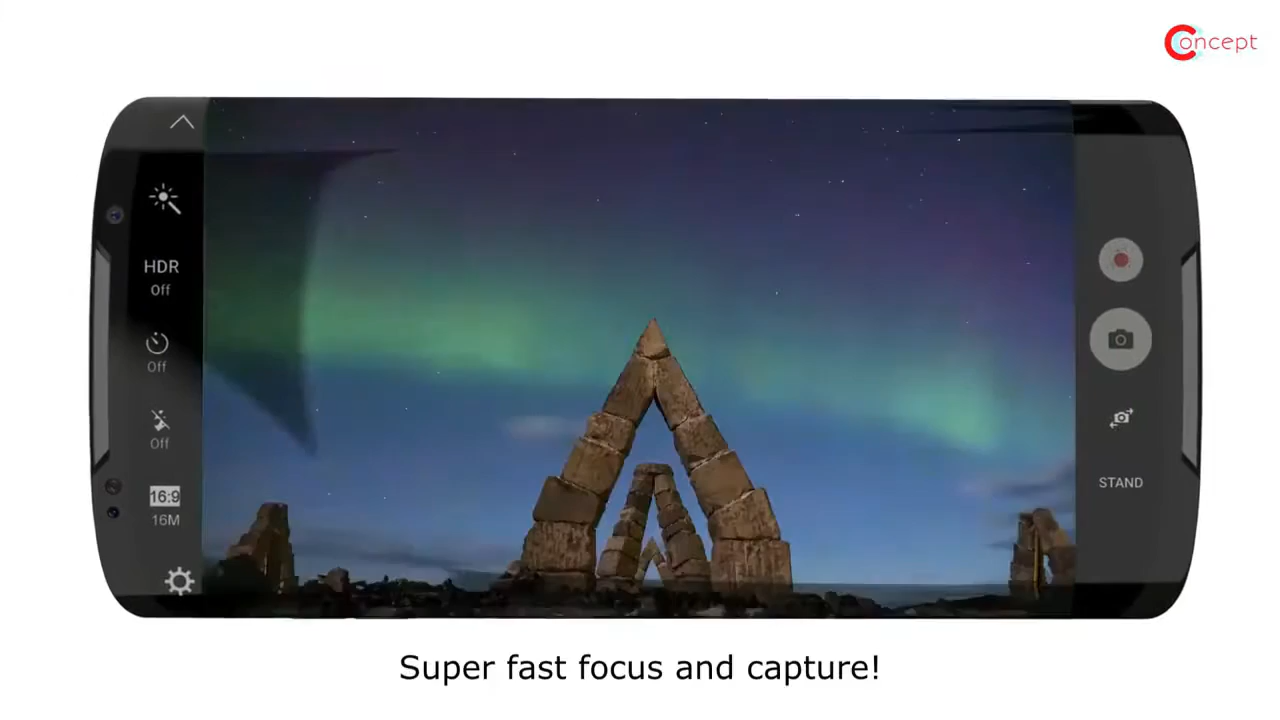 Concept
HDR
Off
Off
Off
16:9
16M
STAND
Super fast focus and capture!